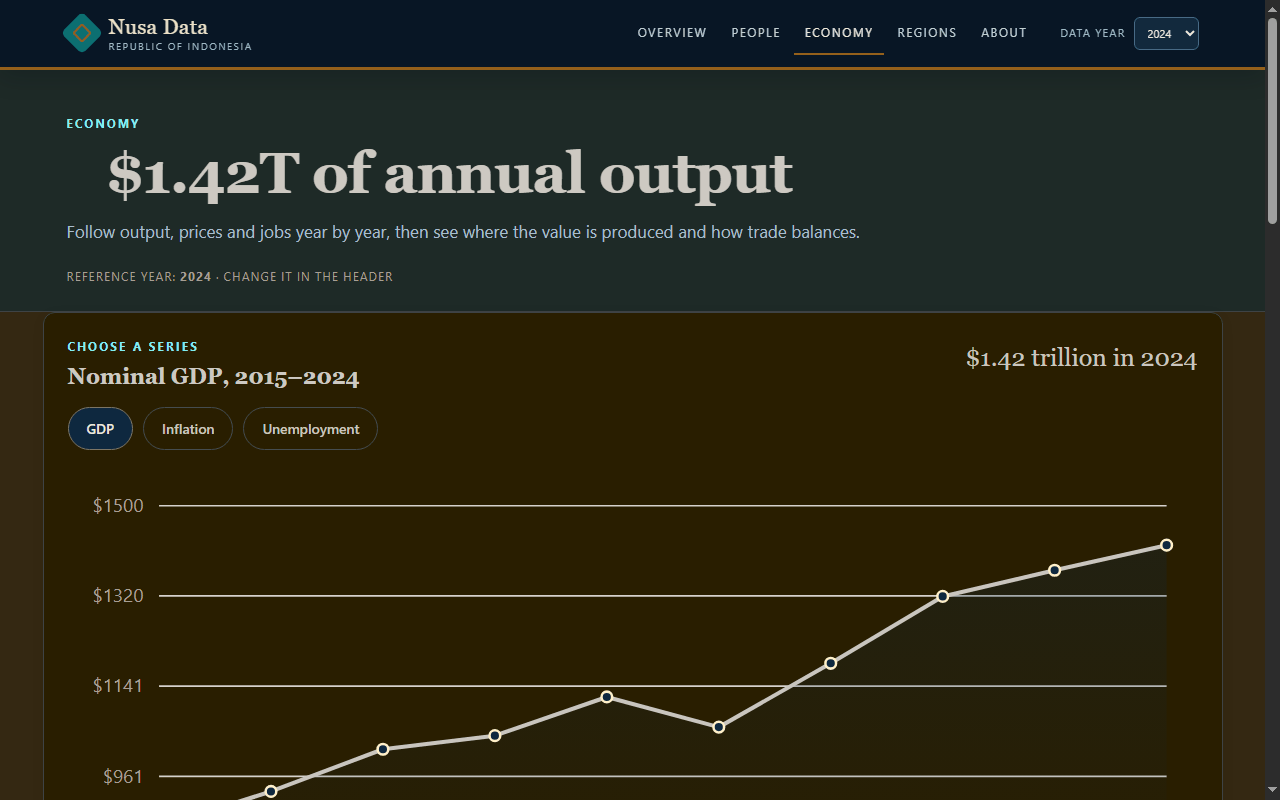 Nusa Data
REPUBLIC OF INDONESIA
OVERVIEW PEOPLE ECONOMY REGIONS ABOUT DATA YEAR 2024
ECONOMY
$1.42T of annual output
Follow output, prices and jobs year by year, then see where the value is produced and how trade balances.
REFERENCE YEAR: 2024 · CHANGE IT IN THE HEADER
CHOOSE A SERIES
Nominal GDP, 2015–2024
$1.42 trillion in 2024
GDP Inflation Unemployment
$1500
$1320
$1141
$961